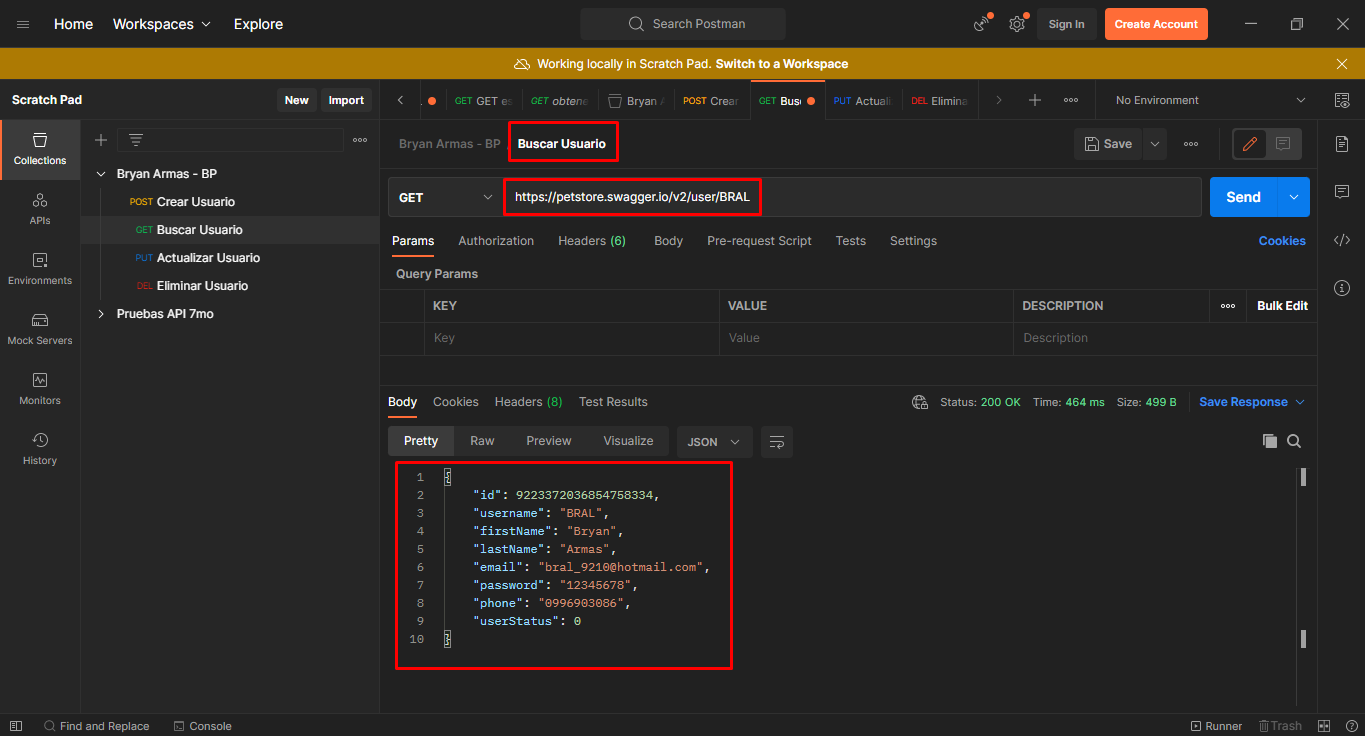 Home Workspaces Explore Search Postman Sign In Create Account
Working locally in Scratch Pad. Switch to a Workspace
Scratch Pad New Import
GET GET es GET obtene Bryan A POST Crear GET Bus PUT Actuali DEL Elimina No Environment
Collections
APIs
Environments
Mock Servers
Monitors
History
Bryan Armas - BP
POST Crear Usuario
GET Buscar Usuario
PUT Actualizar Usuario
DEL Eliminar Usuario
Pruebas API 7mo
Bryan Armas - BP Buscar Usuario Save
GET https://petstore.swagger.io/v2/user/BRAL Send
Params Authorization Headers (6) Body Pre-request Script Tests Settings Cookies
Query Params
KEY VALUE DESCRIPTION Bulk Edit
Key Value Description
Body Cookies Headers (8) Test Results Status: 200 OK Time: 464 ms Size: 499 B Save Response
Pretty Raw Preview Visualize JSON
1 {
2 "id": 9223372036854758334,
3 "username": "BRAL",
4 "firstName": "Bryan",
5 "lastName": "Armas",
6 "email": "bral_9210@hotmail.com",
7 "password": "12345678",
8 "phone": "0996903086",
9 "userStatus": 0
10 }
Find and Replace Console Runner Trash